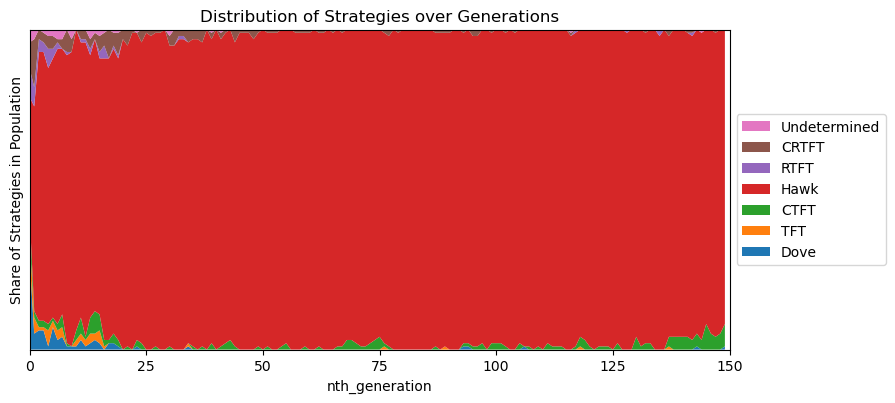 Distribution of Strategies over Generations
Share of Strategies in Population
Undetermined
CRTFT
RTFT
Hawk
CTFT
TFT
Dove
0 25 50 75 100 125 150
nth_generation